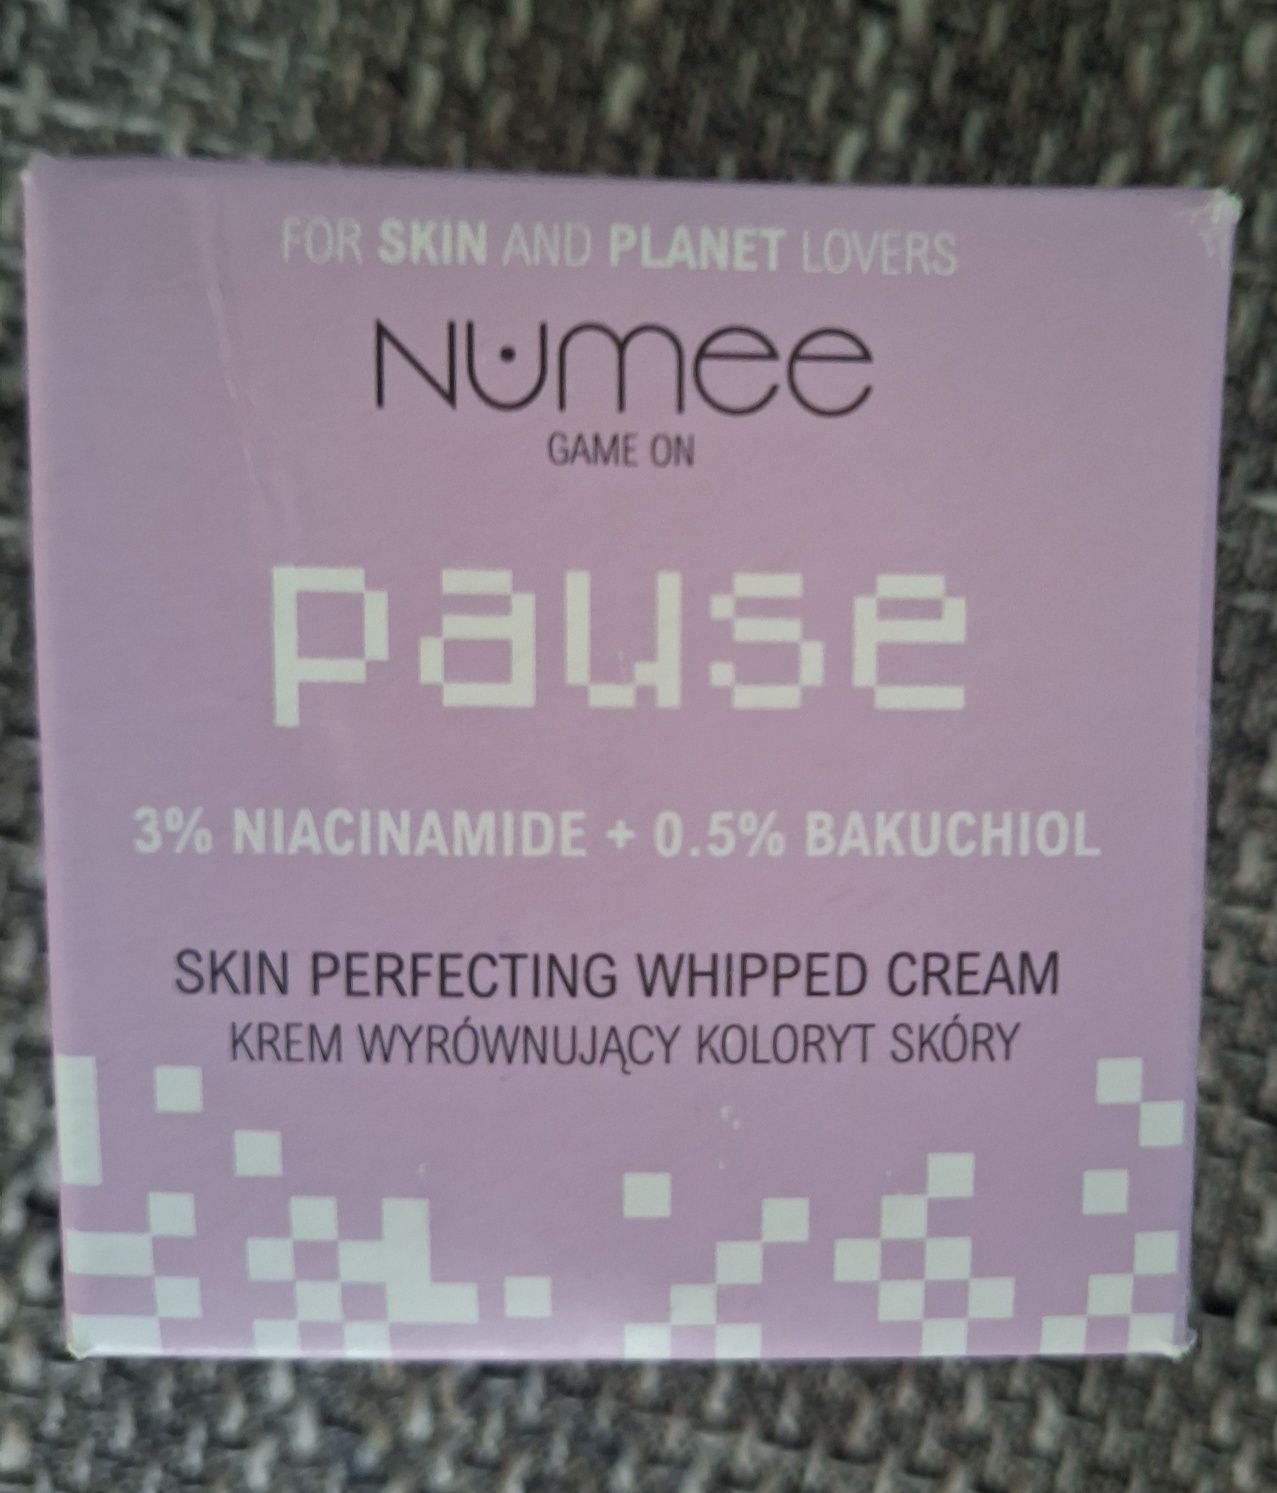 FOR SKIN AND PLANET LOVERS
NUMEE
GAME ON
pause
3% NIACINAMIDE + 0.5% BAKUCHIOL
SKIN PERFECTING WHIPPED CREAM
KREM WYRÓWNUJĄCY KOLORYT SKÓRY